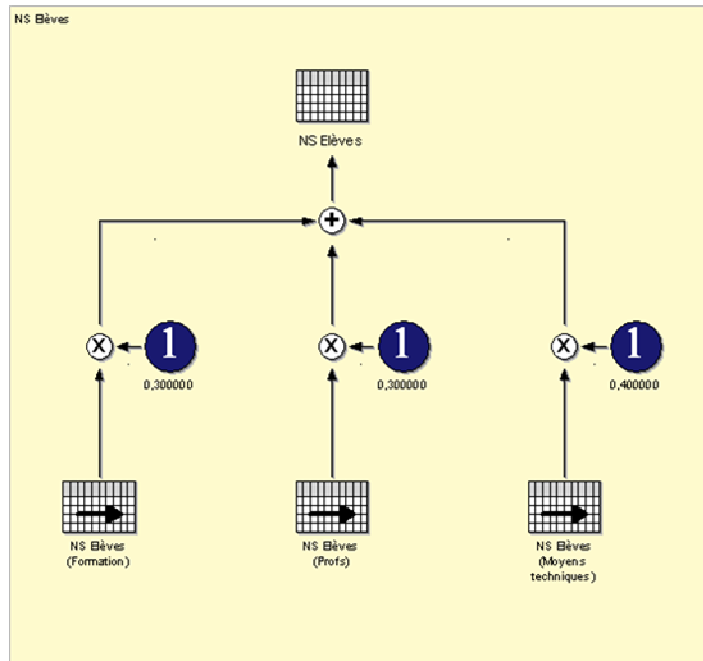 NS Elèves
NS Elèves
+
X 1 X 1 X 1
0,300000 0,300000 0,400000
NS Elèves
(Formation)
NS Elèves
(Profs)
NS Elèves
(Moyens
techniques)